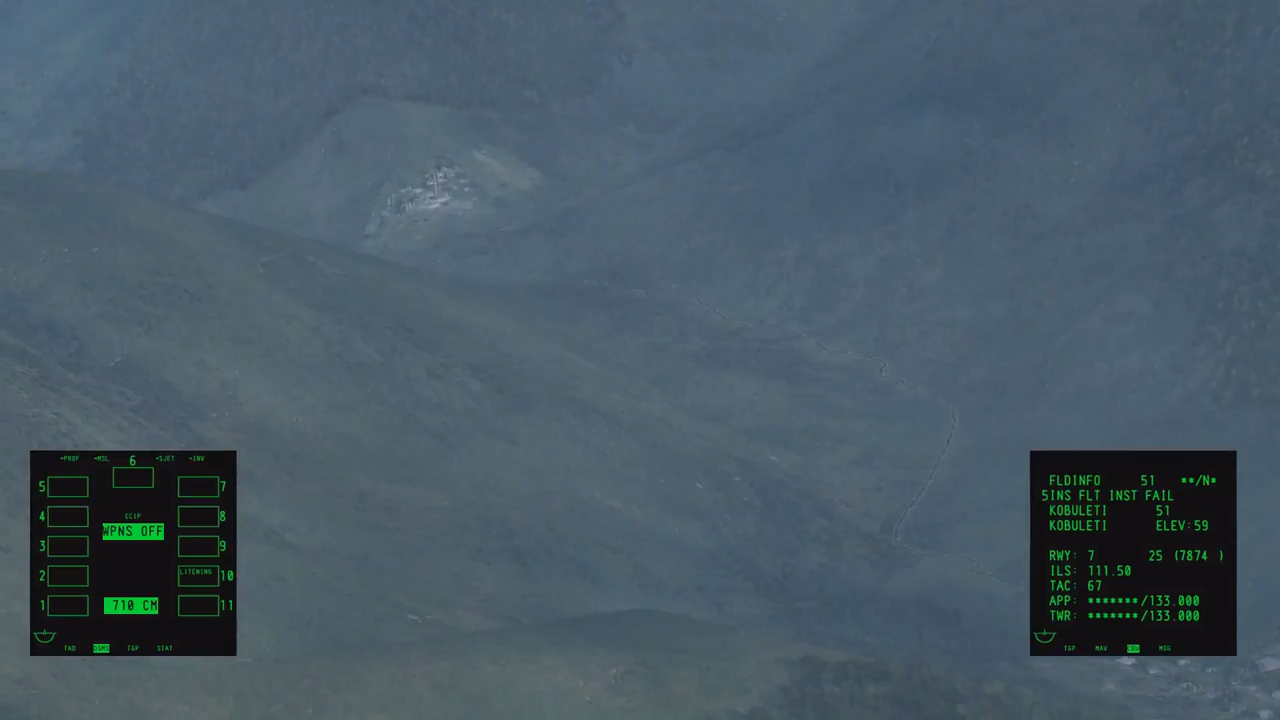 →PROF →MSL 6 →SJET →INV
5 7
4 CCIP 8
WPNS OFF
3 9
2 LITENING 10
1 710 CM 11
TAD DSMS TGP STAT
FLDINFO 51 **/N*
5INS FLT INST FAIL
KOBULETI 51
KOBULETI ELEV:59
RWY: 7 25 (7874 )
ILS: 111.50
TAC: 67
APP: *******/133.000
TWR: *******/133.000
TGP NAV CDU MSG